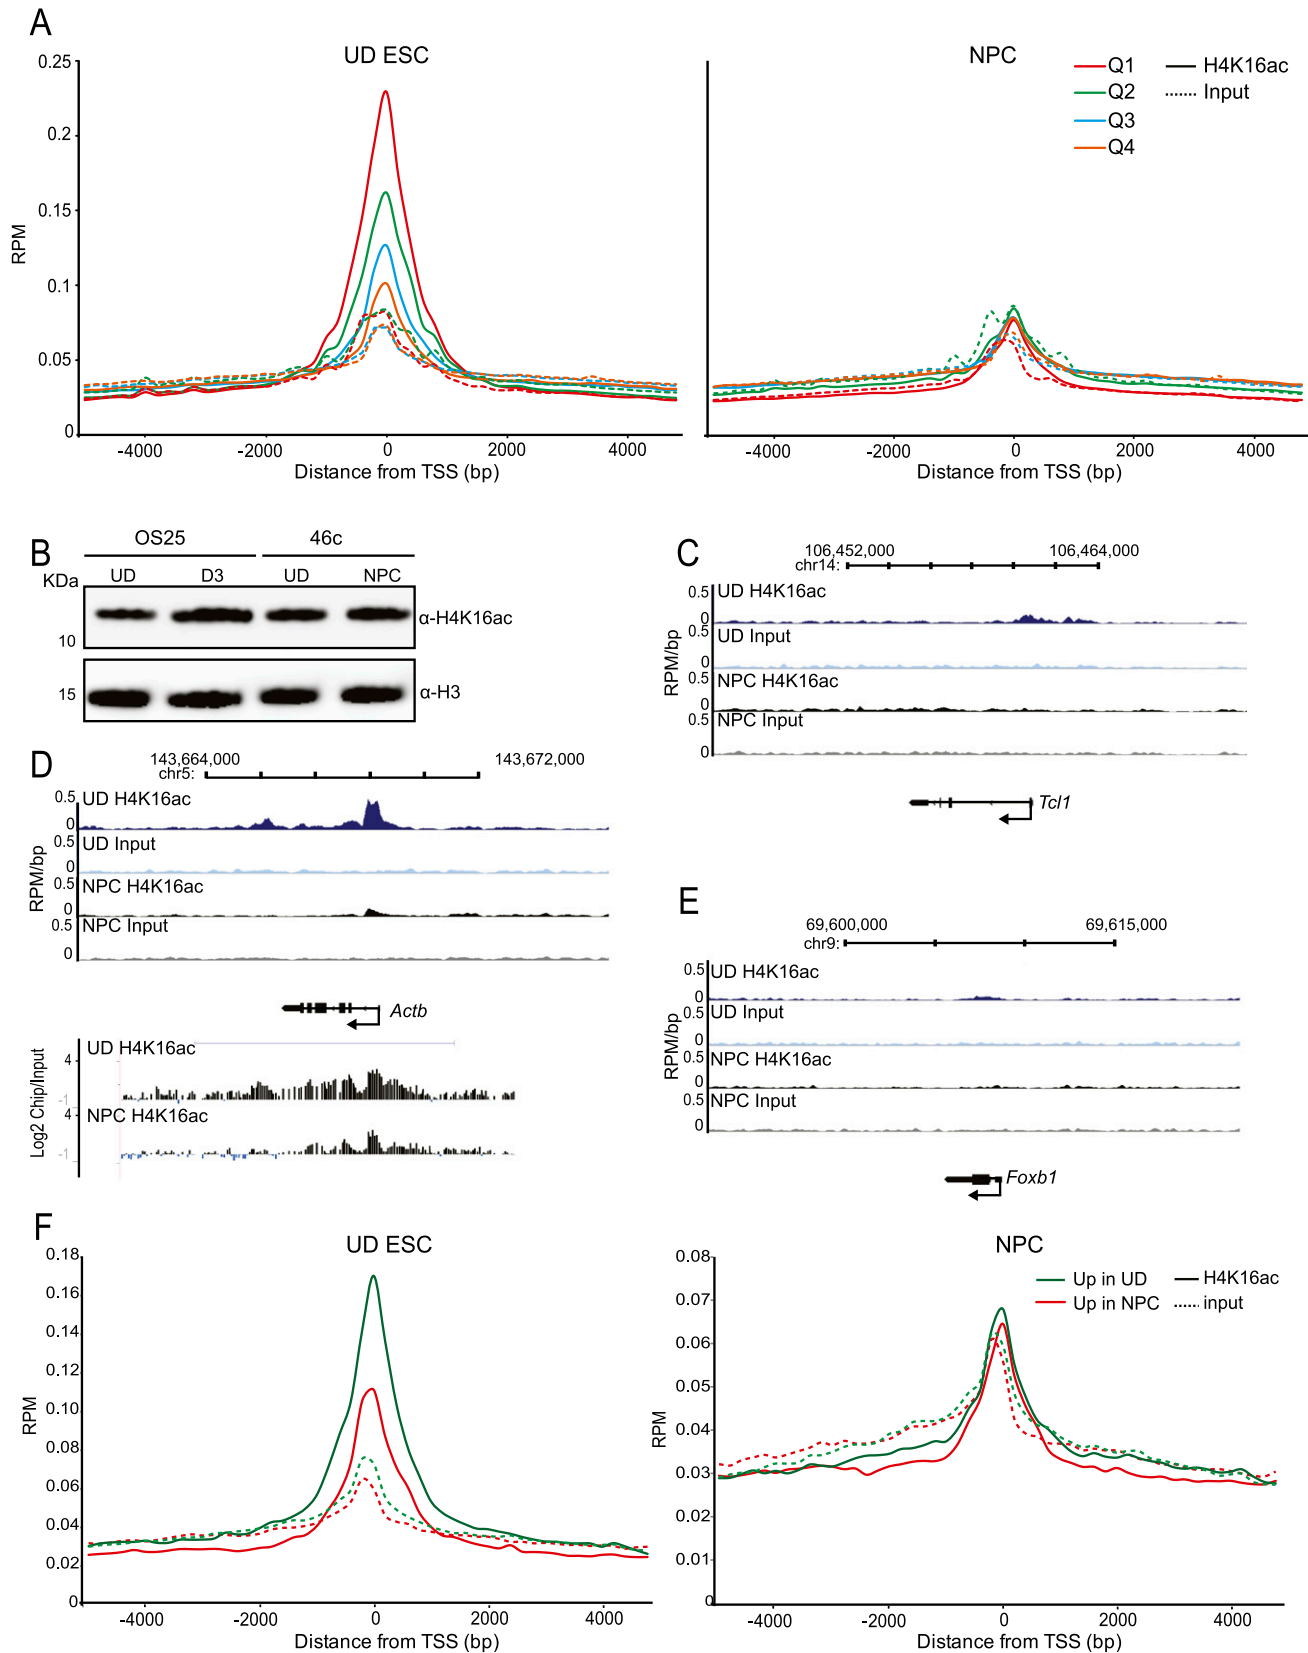 A
UD ESC
NPC
Q1
Q2
Q3
Q4
H4K16ac
Input
RPM
0.25
0.2
0.15
0.1
0.05
0
-4000
-2000
0
2000
4000
Distance from TSS (bp)
-4000
-2000
0
2000
4000
Distance from TSS (bp)
B
OS25
46c
KDa
UD
D3
UD
NPC
α-H4K16ac
10
15
α-H3
C
106,452,000
106,464,000
chr14:
RPM/bp
0.5
UD H4K16ac
0
0.5
UD Input
0
0.5
NPC H4K16ac
0
0.5
NPC Input
0
Tcl1
D
143,664,000
143,672,000
chr5:
RPM/bp
0.5
UD H4K16ac
0
0.5
UD Input
0
0.5
NPC H4K16ac
0
0.5
NPC Input
0
Actb
Log2 Chip/Input
UD H4K16ac
4
-1
4
NPC H4K16ac
-1
E
69,600,000
69,615,000
chr9:
RPM/bp
0.5
UD H4K16ac
0
0.5
UD Input
0
0.5
NPC H4K16ac
0
0.5
NPC Input
0
Foxb1
F
UD ESC
RPM
0.18
0.16
0.14
0.12
0.10
0.08
0.06
0.04
0.02
0
-4000
-2000
0
2000
4000
Distance from TSS (bp)
NPC
Up in UD
Up in NPC
H4K16ac
input
RPM
0.08
0.07
0.06
0.05
0.04
0.03
0.02
0.01
0
-4000
-2000
0
2000
4000
Distance from TSS (bp)